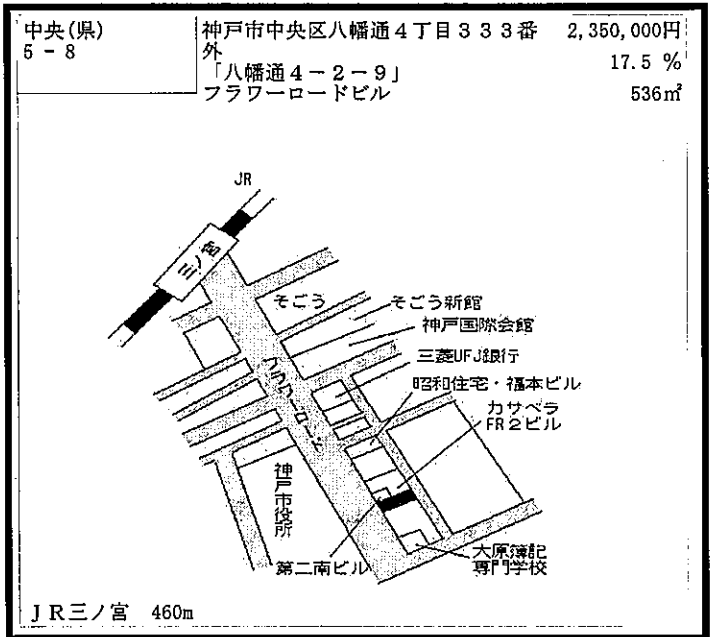 中央(県)
5－8
神戸市中央区八幡通4丁目333番
外
「八幡通4－2－9」
フラワーロードビル
2,350,000円
17.5 %
536㎡
JR
三ノ宮
そごう
そごう新館
神戸国際会館
三菱UFJ銀行
昭和住宅・福本ビル
カサベラ
FR2ビル
フラワーロード
神戸市役所
第二南ビル
大原簿記
専門学校
JR三ノ宮 460m